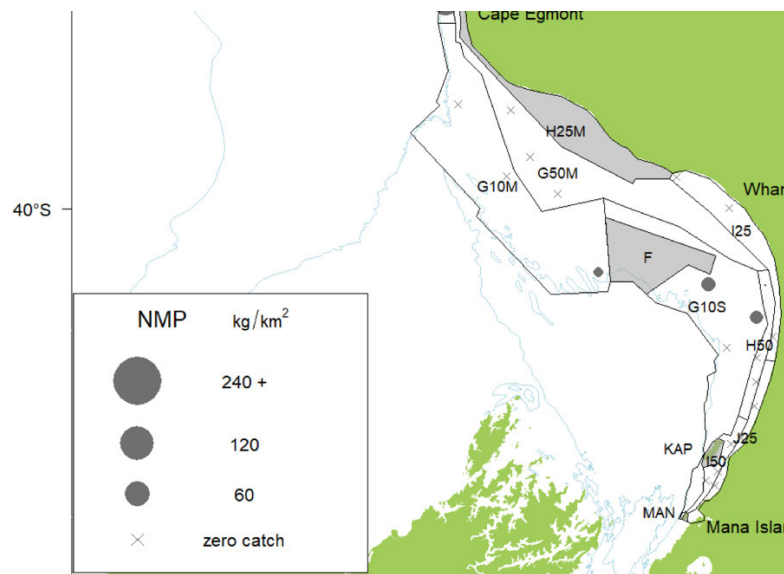 Cape Egmont
H25M
G50M
G10M
40°S
Whan
I25
F
G10S
NMP kg/km²
H50
240 +
120
J25
KAP
I50
60
MAN
Mana Islan
zero catch